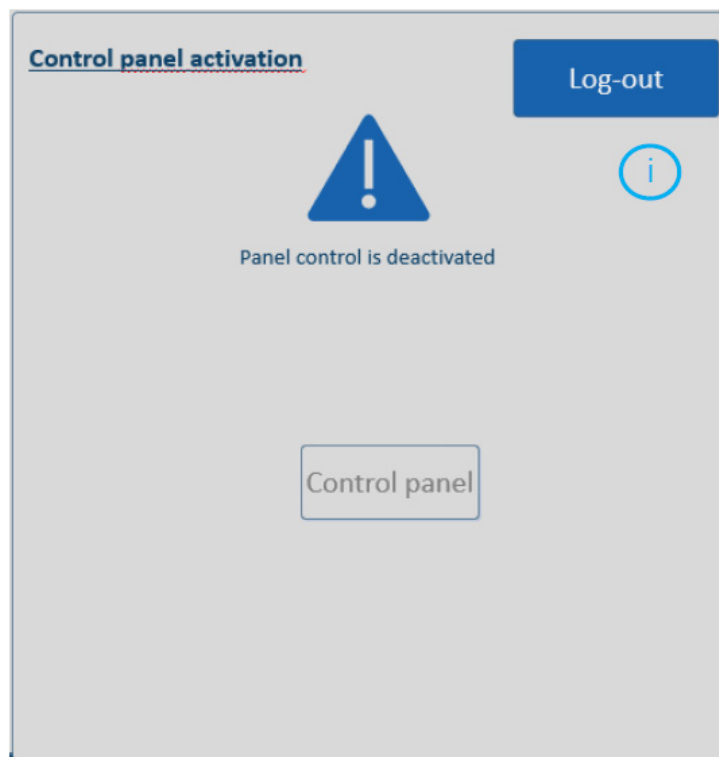 Control panel activation
Log-out
i
Panel control is deactivated
Control panel